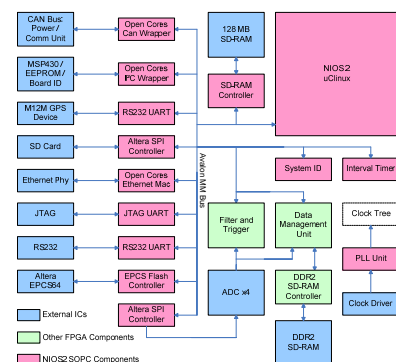 CAN Bus:
Power /
Comm Unit
Open Cores
Can Wrapper
128 MB
SD-RAM
NIOS2
uClinux
MSP430 /
EEPROM /
Board ID
Open Cores
I²C Wrapper
SD-RAM
Controller
M12M GPS
Device
RS232 UART
SD Card
Altera SPI
Controller
Avalon MM Bus
System ID
Interval Timer
Ethernet Phy
Open Cores
Ethernet Mac
JTAG
JTAG UART
Filter and
Trigger
Data
Management
Unit
Clock Tree
RS232
RS232 UART
PLL Unit
Altera
EPCS64
EPCS Flash
Controller
ADC x4
DDR2
SD-RAM
Controller
Clock Driver
External ICs
Altera SPI
Controller
Other FPGA Components
DDR2
SD-RAM
NIOS2 SOPC Components